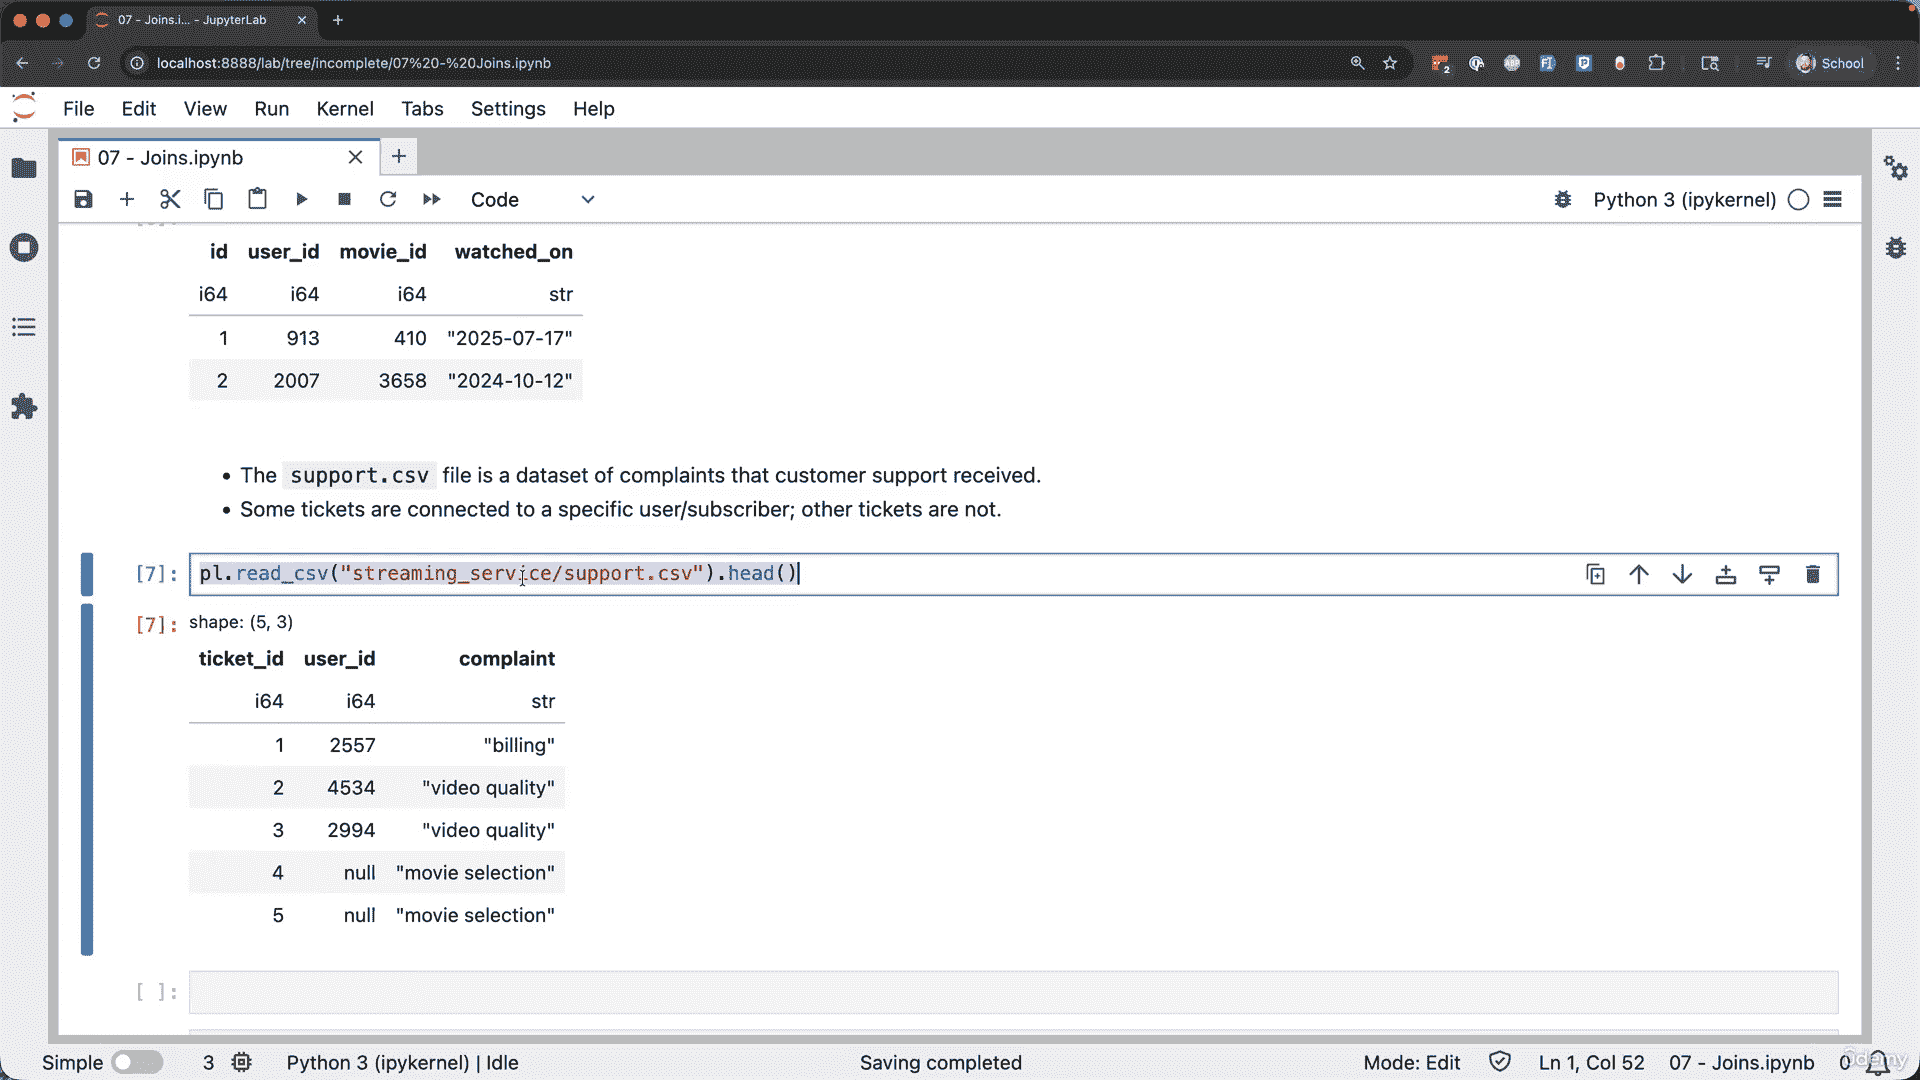 07 - Joins.i... - JupyterLab
localhost:8888/lab/tree/incomplete/07%20-%20Joins.ipynb
School
File Edit View Run Kernel Tabs Settings Help
07 - Joins.ipynb
Code
Python 3 (ipykernel)
id user_id movie_id watched_on
i64 i64 i64 str
1 913 410 "2025-07-17"
2 2007 3658 "2024-10-12"
• The support.csv file is a dataset of complaints that customer support received.
• Some tickets are connected to a specific user/subscriber; other tickets are not.
[7]: pl.read_csv("streaming_service/support.csv").head()
[7]: shape: (5, 3)
ticket_id user_id complaint
i64 i64 str
1 2557 "billing"
2 4534 "video quality"
3 2994 "video quality"
4 null "movie selection"
5 null "movie selection"
[ ]:
Simple 3 Python 3 (ipykernel) | Idle Saving completed Mode: Edit Ln 1, Col 52 07 - Joins.ipynb 0
udemy